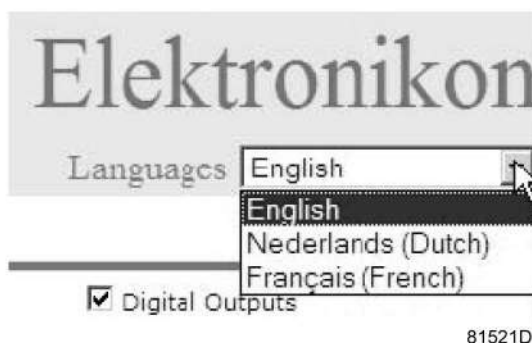 Elektronikon
Languages English
English
Nederlands (Dutch)
Français (French)
Digital Outputs
81521D